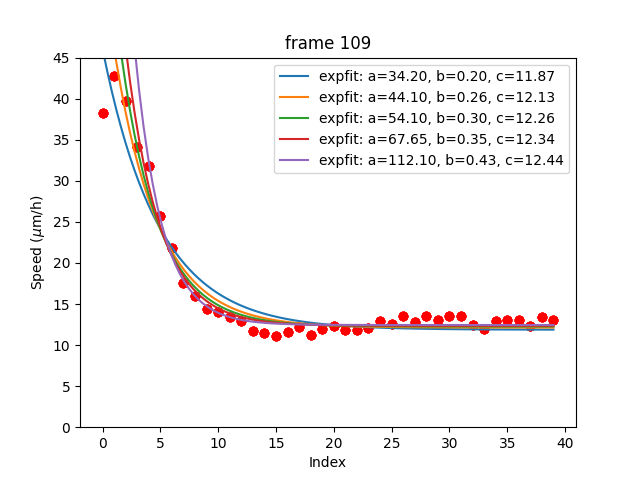 frame 109
expfit: a=34.20, b=0.20, c=11.87
expfit: a=44.10, b=0.26, c=12.13
expfit: a=54.10, b=0.30, c=12.26
expfit: a=67.65, b=0.35, c=12.34
expfit: a=112.10, b=0.43, c=12.44
45
40
35
30
25
20
15
10
5
0
Speed (μm/h)
0 5 10 15 20 25 30 35 40
Index